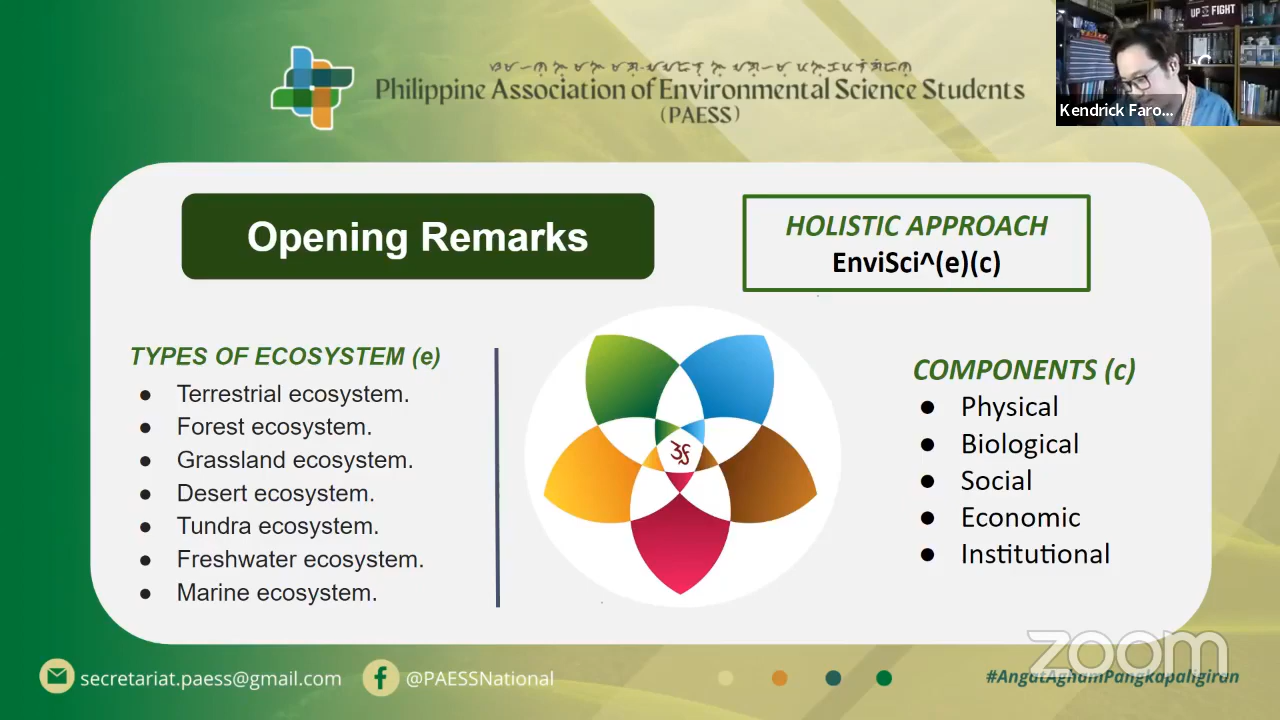 Philippine Association of Environmental Science Students
(PAESS)
UP FIGHT
Kendrick Faro...
Opening Remarks
HOLISTIC APPROACH
EnviSci^(e)(c)
TYPES OF ECOSYSTEM (e)
● Terrestrial ecosystem.
● Forest ecosystem.
● Grassland ecosystem.
● Desert ecosystem.
● Tundra ecosystem.
● Freshwater ecosystem.
● Marine ecosystem.
COMPONENTS (c)
● Physical
● Biological
● Social
● Economic
● Institutional
zoom
secretariat.paess@gmail.com
@PAESSNational
#AngatAghamPangkapaligiran